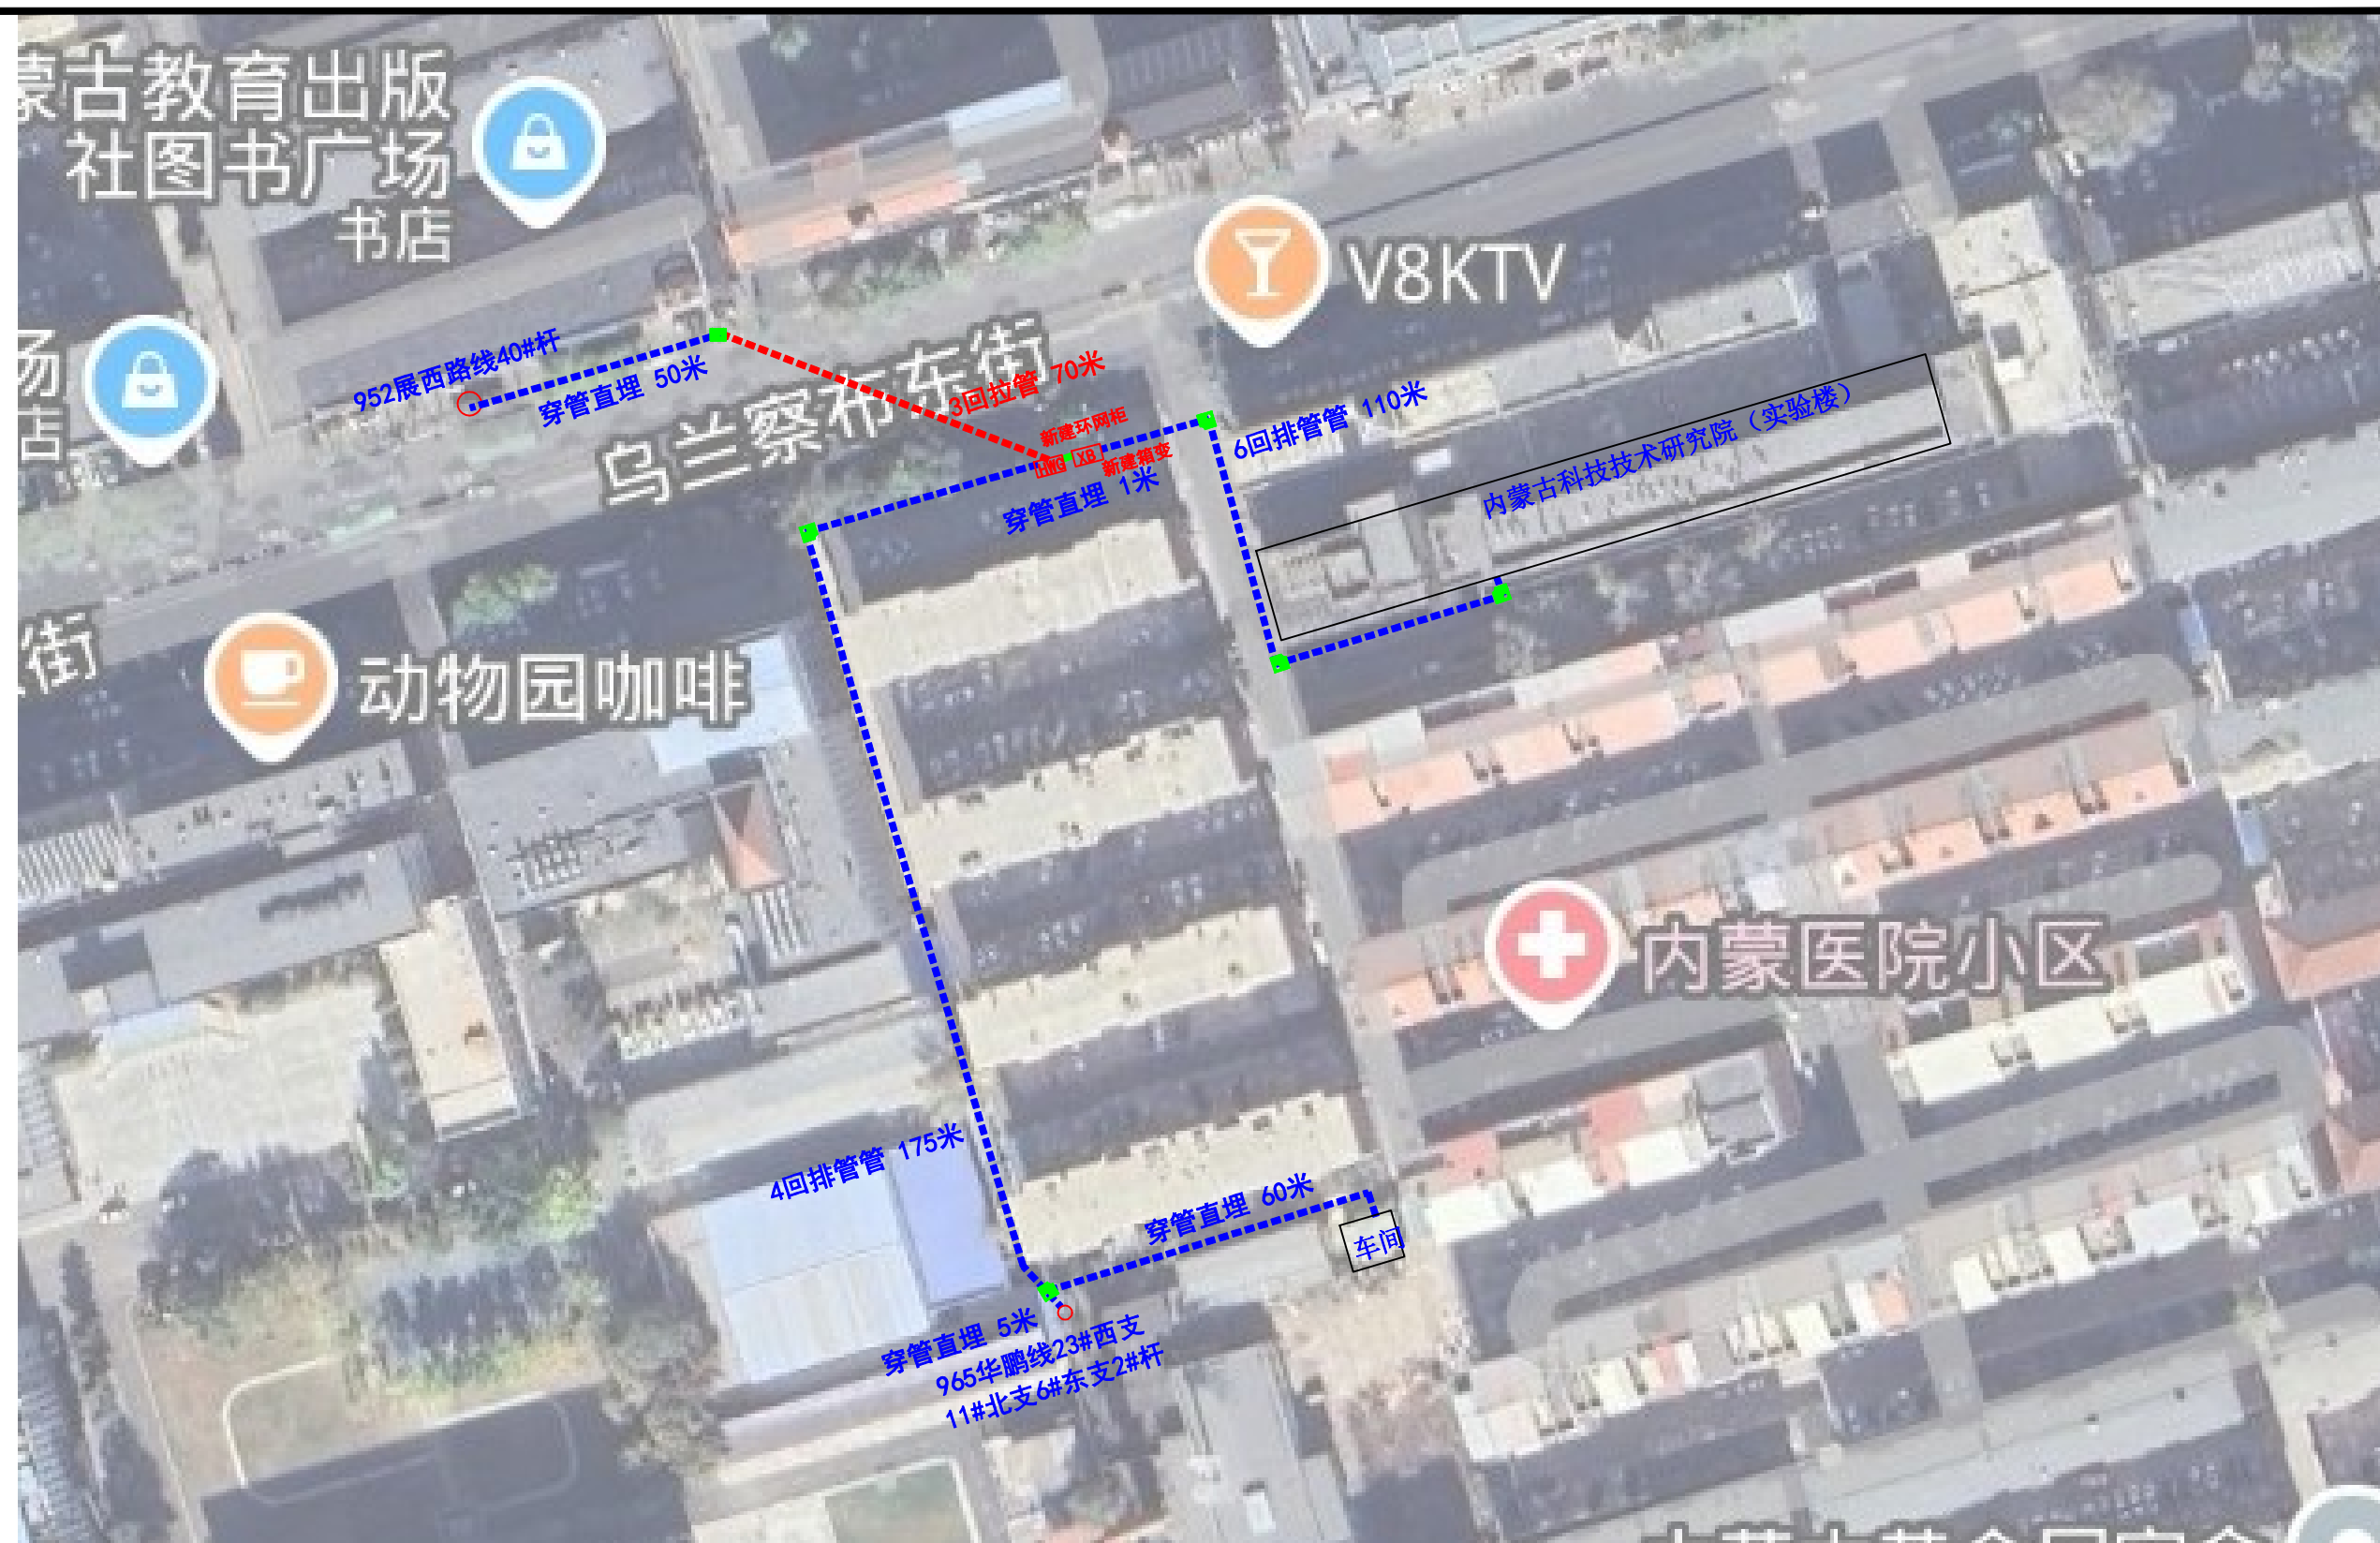 蒙古教育出版
社图书广场
书店
V8KTV
场
店
952展西路线40#杆
穿管直埋 50米
乌兰察布东街
3回拉管 70米
新建环网柜
HWG
XB
新建箱变
穿管直埋 1米
6回排管管 110米
内蒙古科技技术研究院（实验楼）
街
动物园咖啡
内蒙医院小区
4回排管管 175米
穿管直埋 60米
车间
穿管直埋 5米
965华鹏线23#西支
11#北支6#东支2#杆